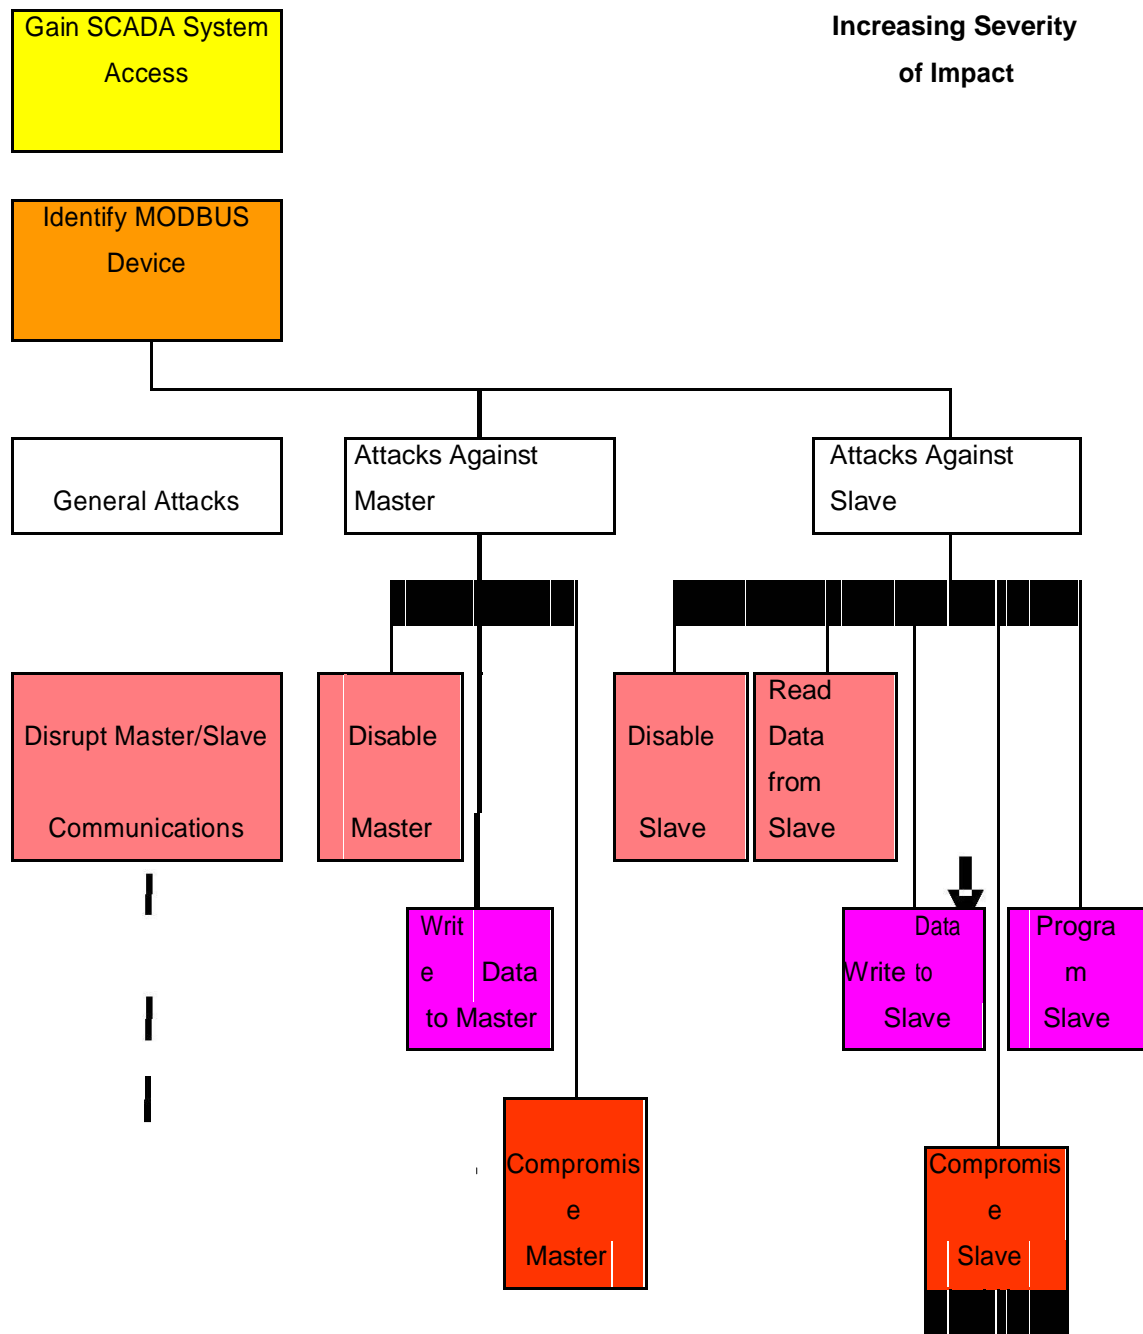 Gain SCADA System
Access
Increasing Severity
of Impact
Identify MODBUS
Device
General Attacks
Attacks Against
Master
Attacks Against
Slave
Disrupt Master/Slave
Communications
Disable
Master
Disable
Slave
Read
Data
from
Slave
Writ
e Data
to Master
Data
Write to
Slave
Progra
m
Slave
Compromis
e
Master
Compromis
e
Slave